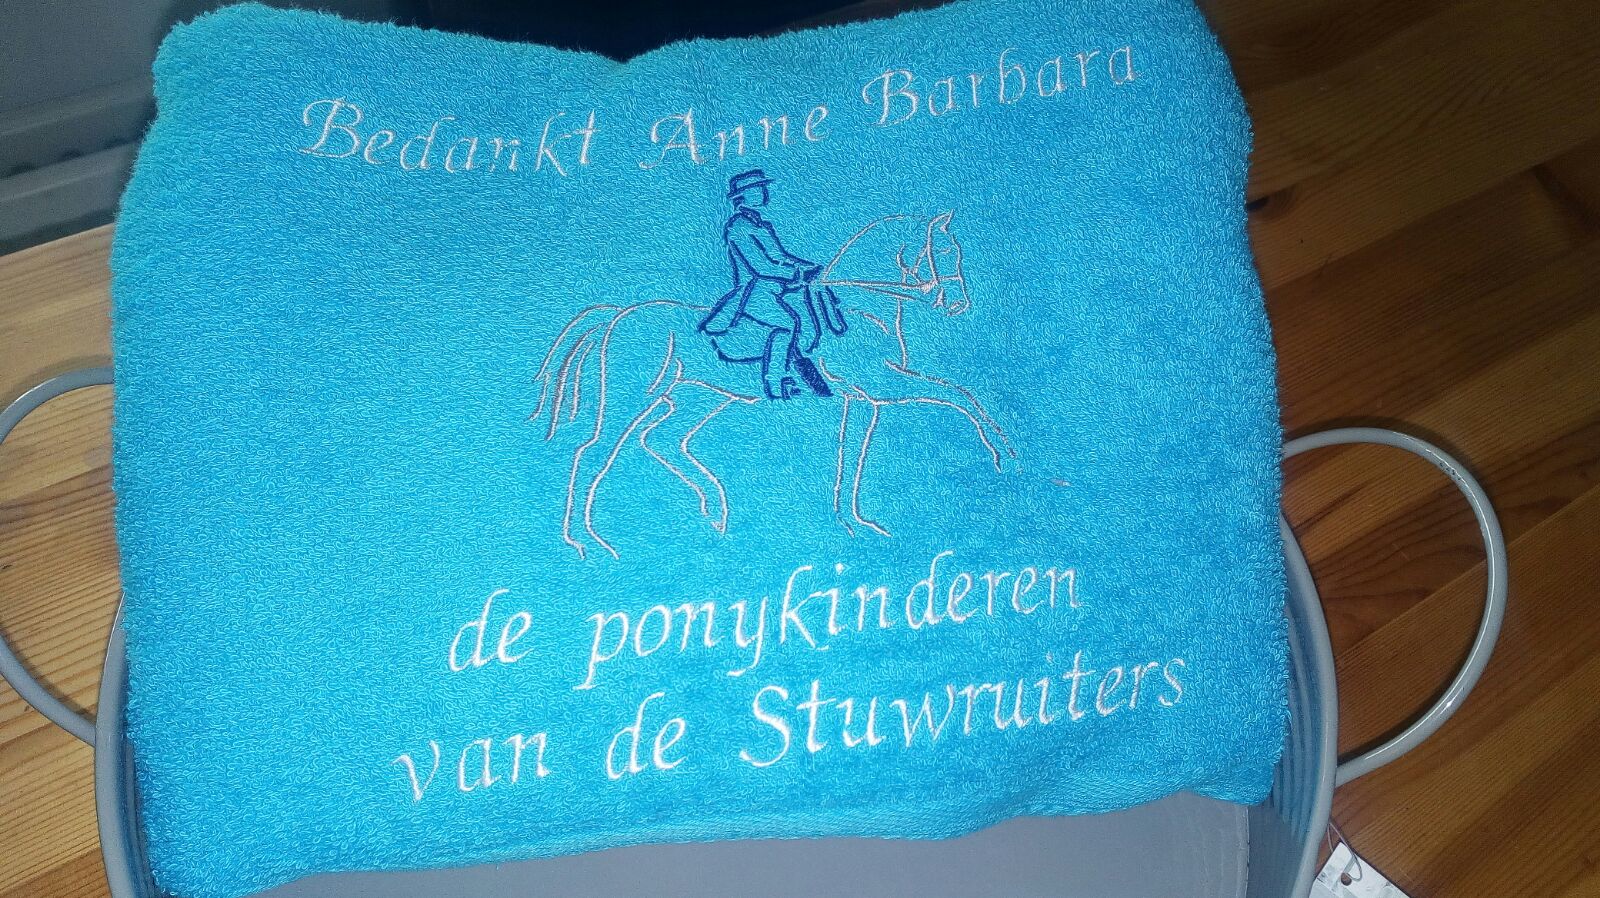 Bedankt Anne Barbara
de ponykinderen
van de Stuwruiters